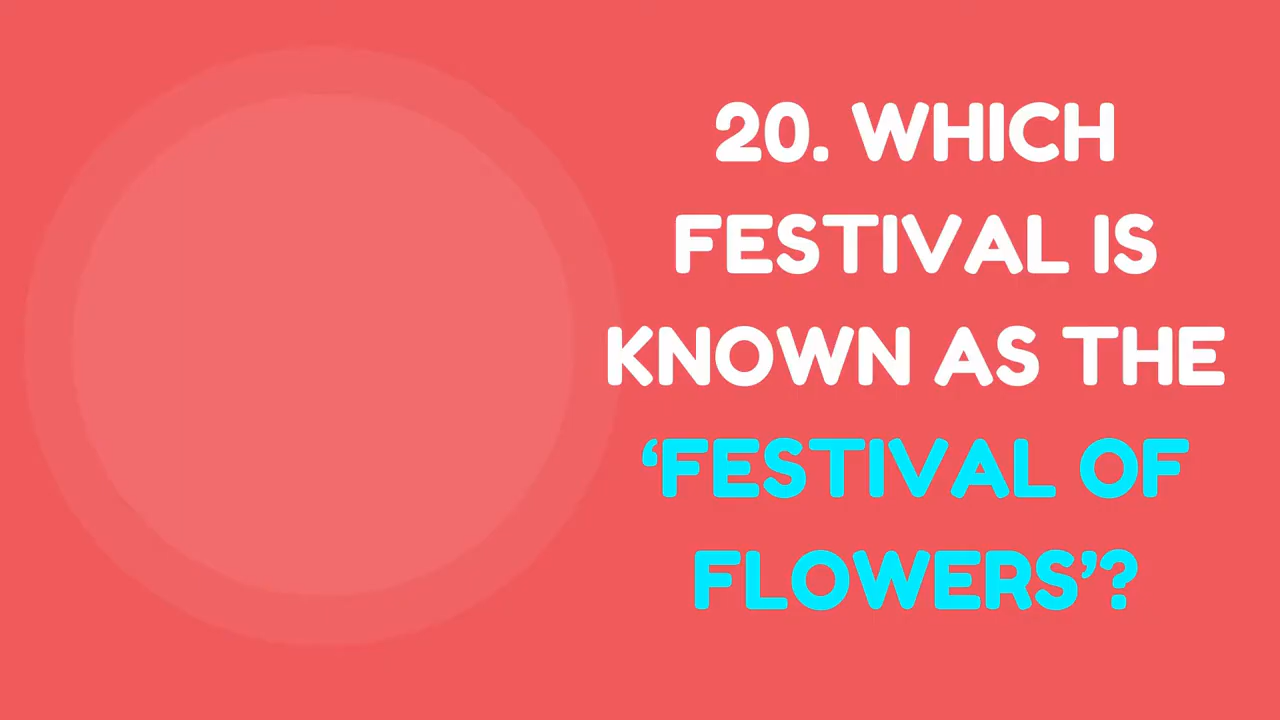 20. WHICH
FESTIVAL IS
KNOWN AS THE
‘FESTIVAL OF
FLOWERS’?